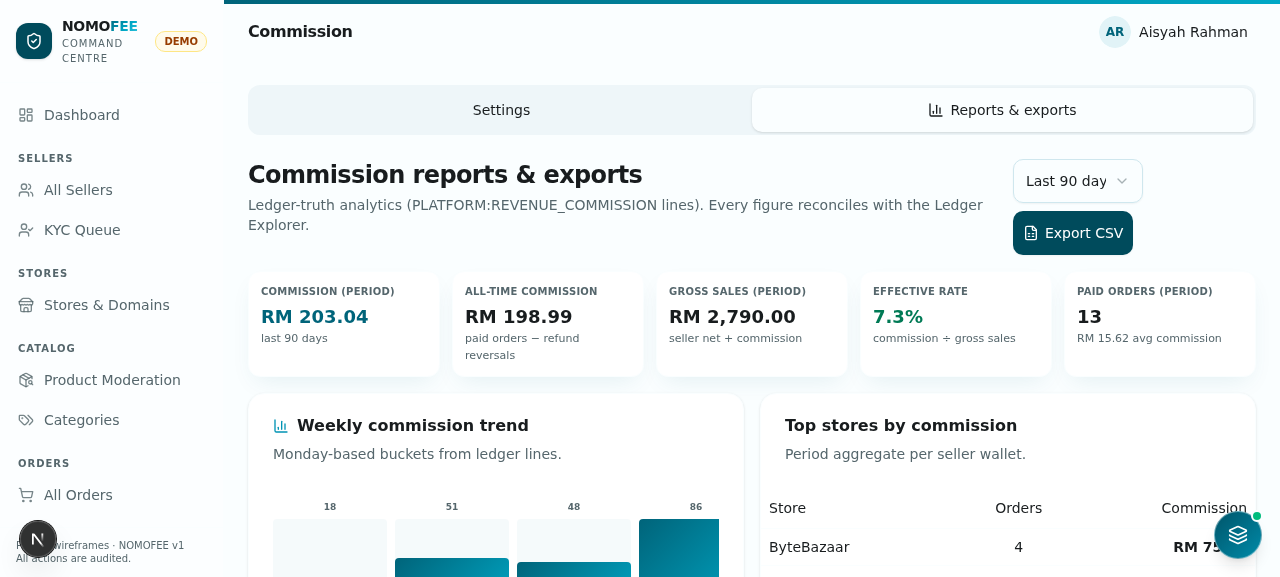 NOMOFEE
COMMAND
CENTRE
DEMO
Commission
AR
Aisyah Rahman
Dashboard
SELLERS
All Sellers
KYC Queue
STORES
Stores & Domains
CATALOG
Product Moderation
Categories
ORDERS
All Orders
wireframes · NOMOFEE v1
All actions are audited.
N
Settings
Reports & exports
Commission reports & exports
Ledger-truth analytics (PLATFORM:REVENUE_COMMISSION lines). Every figure reconciles with the Ledger
Explorer.
Last 90 day
Export CSV
COMMISSION (PERIOD)
RM 203.04
last 90 days
ALL-TIME COMMISSION
RM 198.99
paid orders − refund
reversals
GROSS SALES (PERIOD)
RM 2,790.00
seller net + commission
EFFECTIVE RATE
7.3%
commission ÷ gross sales
PAID ORDERS (PERIOD)
13
RM 15.62 avg commission
Weekly commission trend
Monday-based buckets from ledger lines.
18
51
48
86
Top stores by commission
Period aggregate per seller wallet.
Store
Orders
Commission
ByteBazaar
4
RM 75